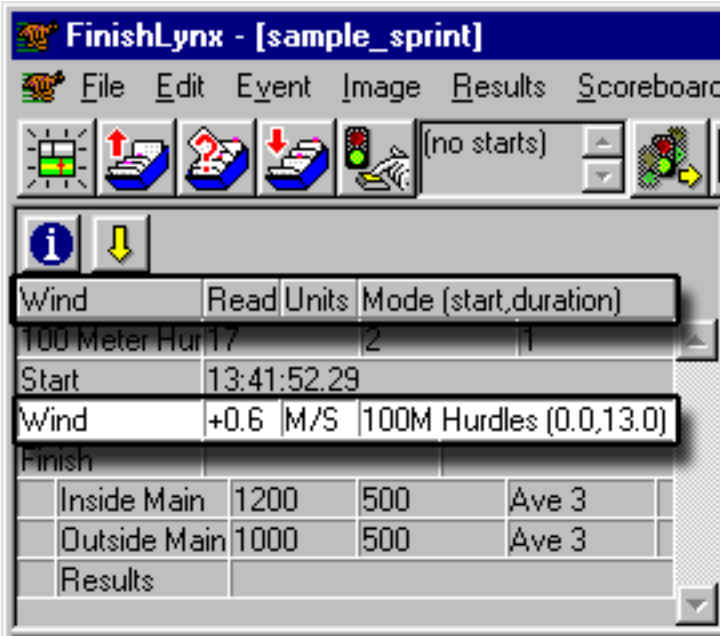 FinishLynx - [sample_sprint]
File Edit Event Image Results Scoreboard
(no starts)
Wind Read Units Mode (start,duration)
100 Meter Hur 17 2 1
Start 13:41:52.29
Wind +0.6 M/S 100M Hurdles (0.0,13.0)
Finish
Inside Main 1200 500 Ave 3
Outside Main 1000 500 Ave 3
Results